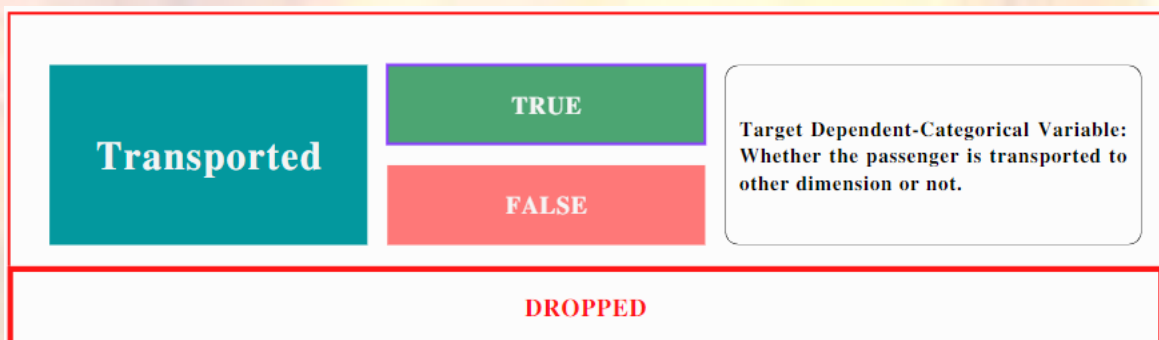 Transported
TRUE
FALSE
Target Dependent-Categorical Variable:
Whether the passenger is transported to
other dimension or not.
DROPPED